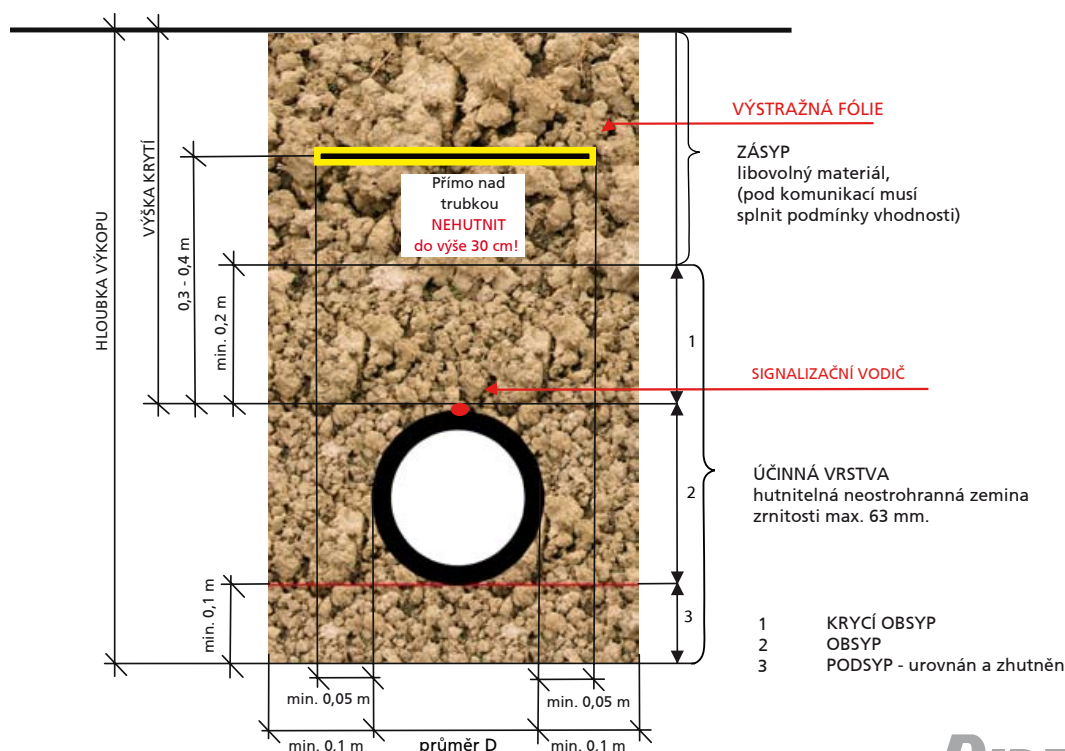 HLOUBKA VÝKOPU
VÝŠKA KRYTÍ
0,3 - 0,4 m
min. 0,2 m
min. 0,1 m
VÝSTRAŽNÁ FÓLIE
ZÁSYP
libovolný materiál,
(pod komunikací musí
splnit podmínky vhodnosti)
Přímo nad
trubkou
NEHUTNIT
do výše 30 cm!
1
SIGNALIZAČNÍ VODIČ
2
ÚČINNÁ VRSTVA
hutnitelná neostrohranná zemina
zrnitosti max. 63 mm.
3
1 KRYCÍ OBSYP
2 OBSYP
3 PODSYP - urovnán a zhutněn
min. 0,05 m
min. 0,05 m
min. 0,1 m
průměr D
min. 0,1 m